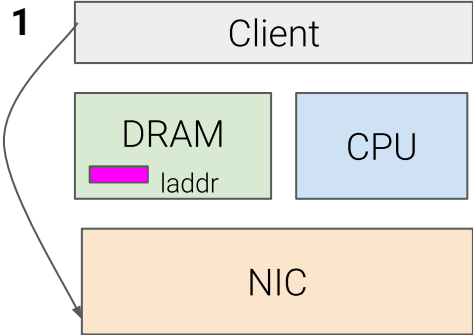 1
Client
DRAM
CPU
laddr
NIC